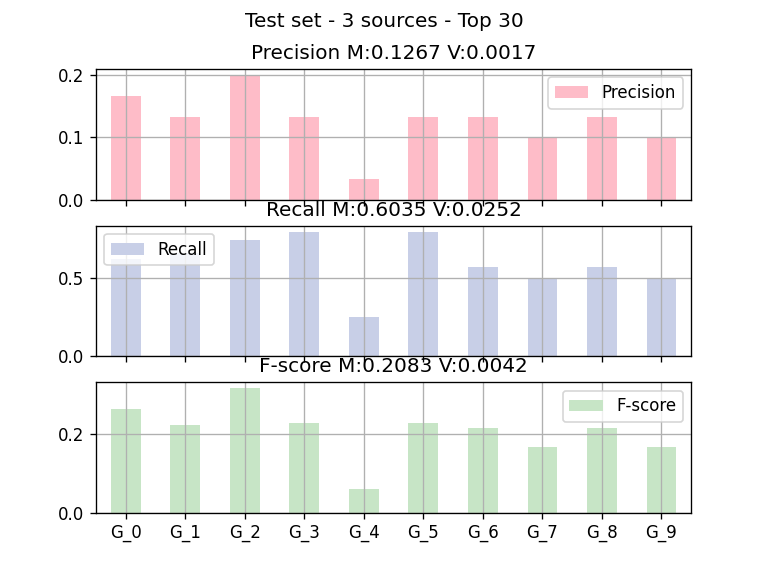 Test set - 3 sources - Top 30
Precision M:0.1267 V:0.0017
0.2
0.1
0.0
Precision
Recall M:0.6035 V:0.0252
0.5
0.0
Recall
F-score M:0.2083 V:0.0042
0.2
0.0
F-score
G_0 G_1 G_2 G_3 G_4 G_5 G_6 G_7 G_8 G_9